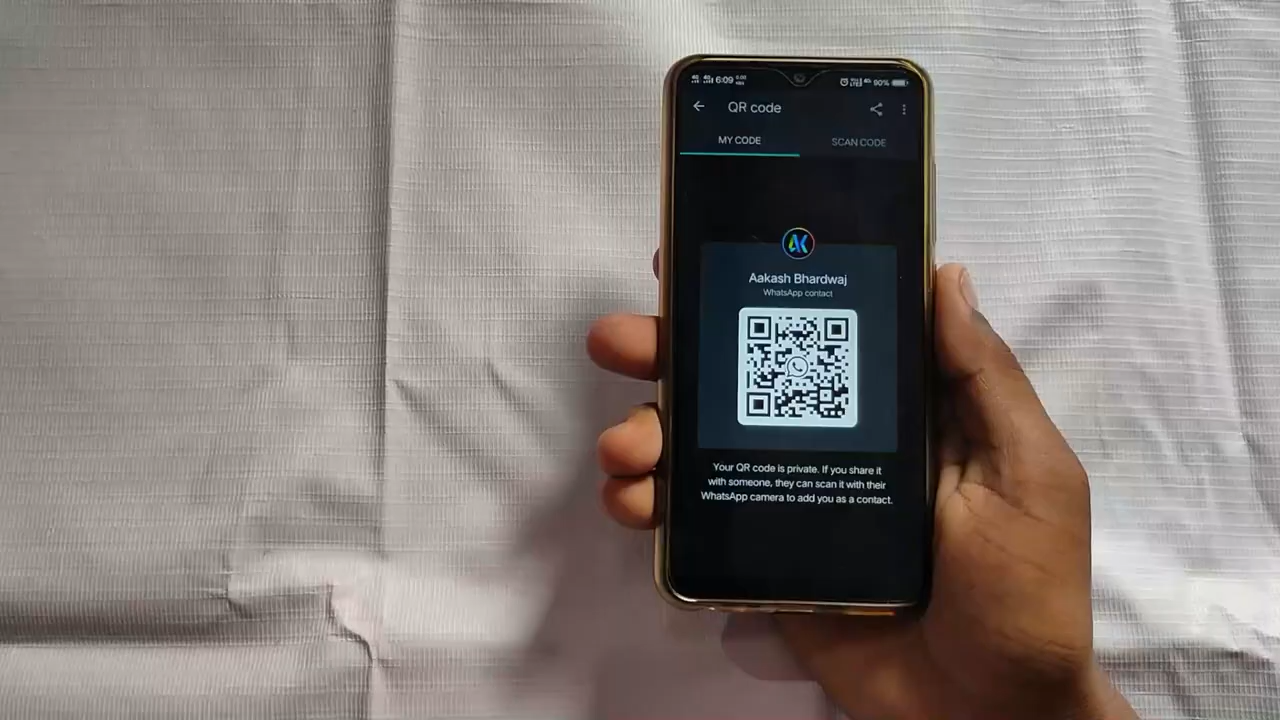 6:09 90%
QR code
MY CODE SCAN CODE
AK
Aakash Bhardwaj
WhatsApp contact
Your QR code is private. If you share it
with someone, they can scan it with their
WhatsApp camera to add you as a contact.